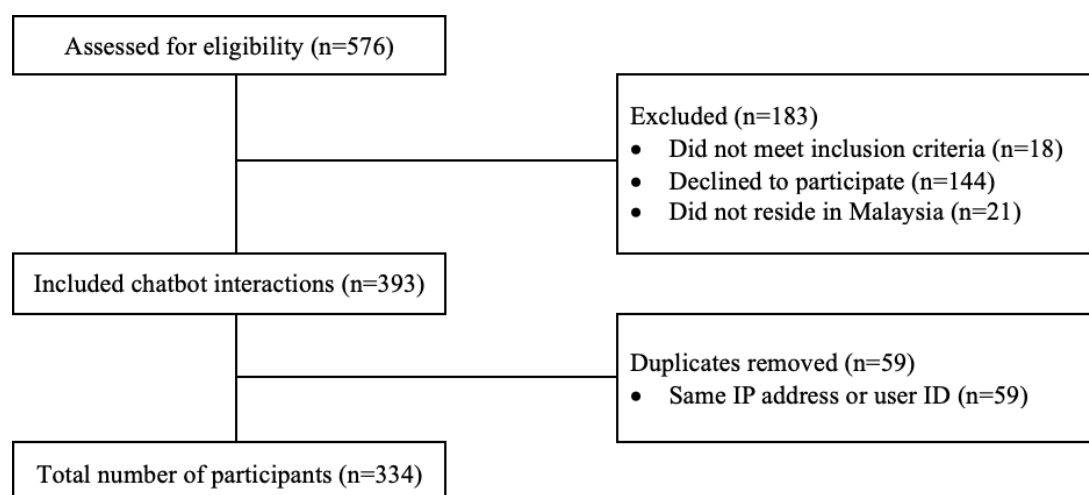 Assessed for eligibility (n=576)
Excluded (n=183)
• Did not meet inclusion criteria (n=18)
• Declined to participate (n=144)
• Did not reside in Malaysia (n=21)
Included chatbot interactions (n=393)
Duplicates removed (n=59)
• Same IP address or user ID (n=59)
Total number of participants (n=334)